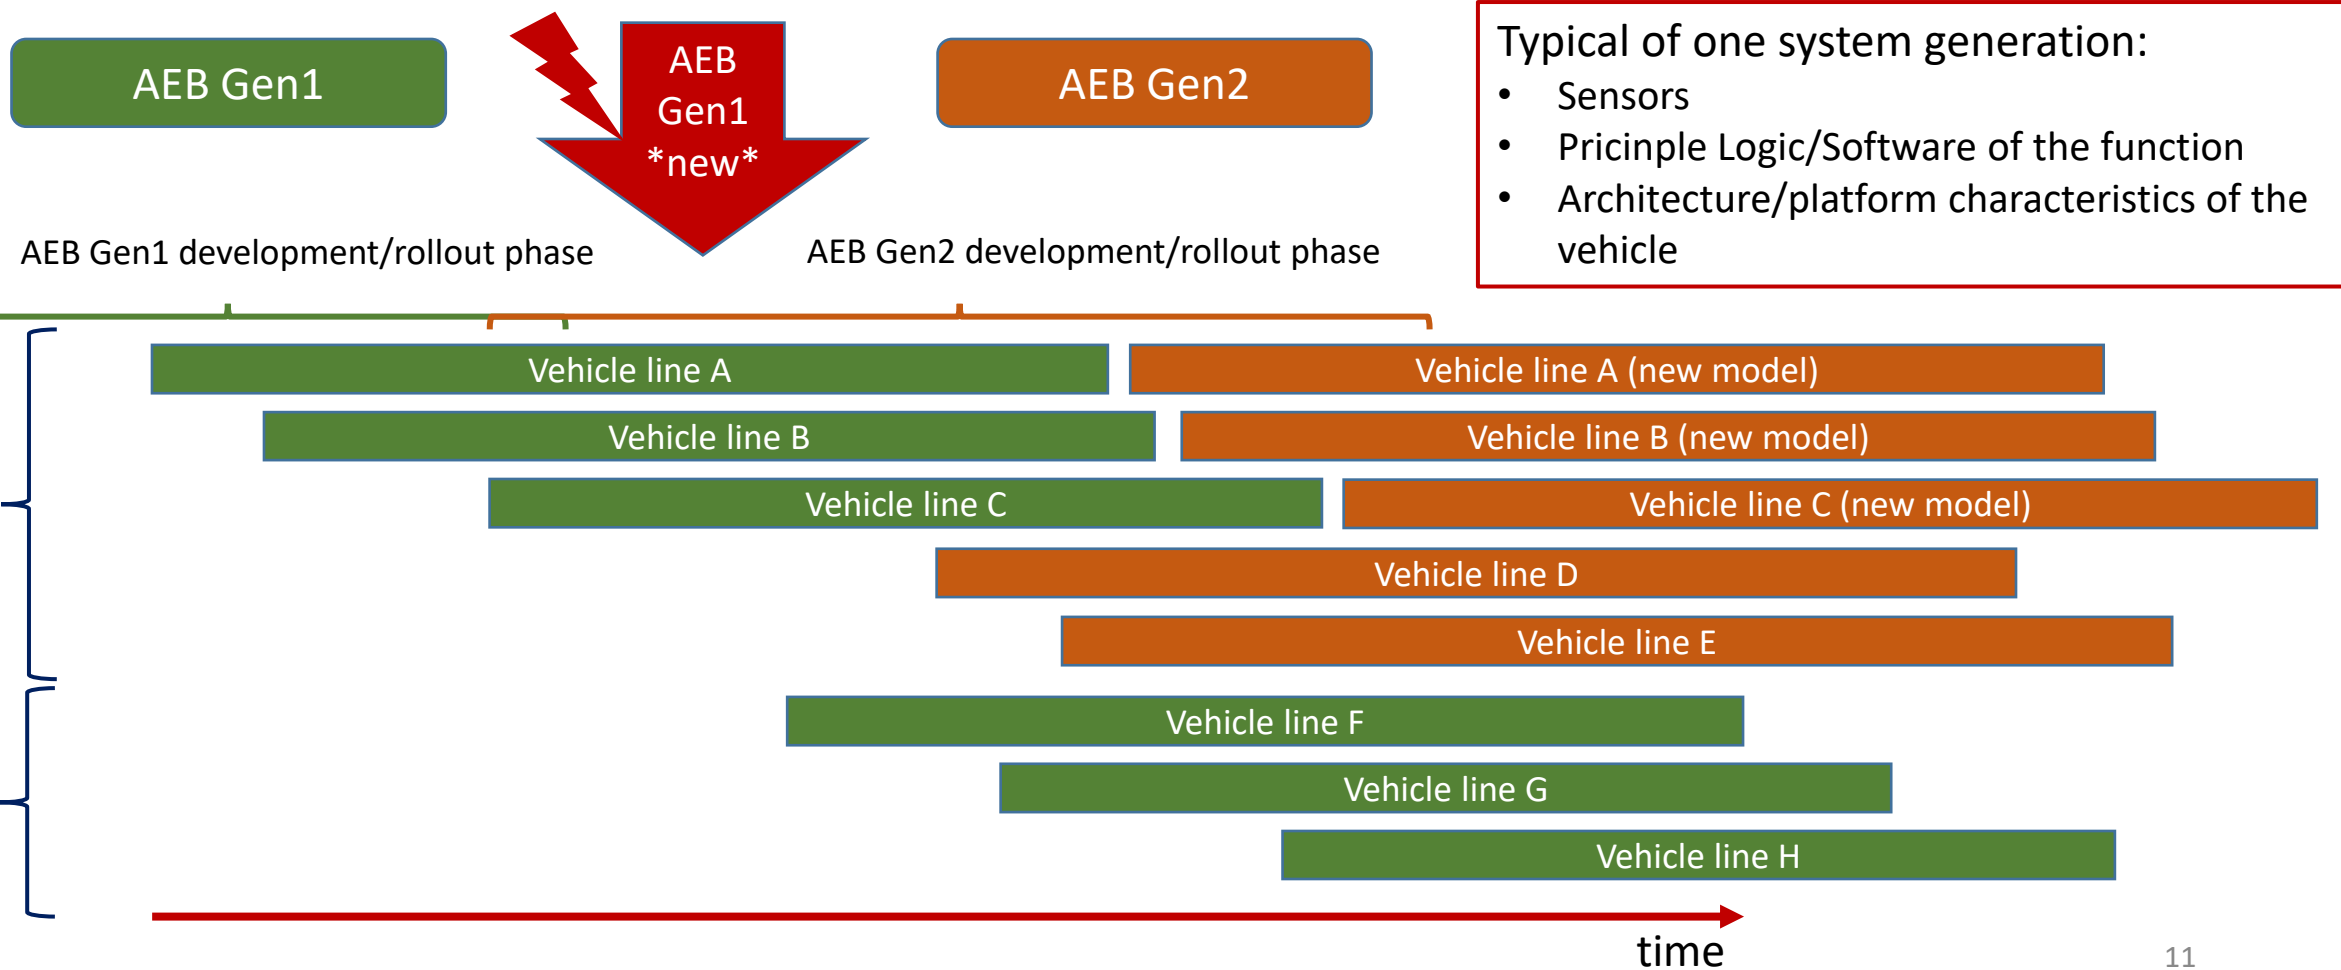 AEB Gen1
AEB
Gen1
*new*
AEB Gen2
Typical of one system generation:
• Sensors
• Pricinple Logic/Software of the function
• Architecture/platform characteristics of the
vehicle
AEB Gen1 development/rollout phase
AEB Gen2 development/rollout phase
Vehicle line A
Vehicle line A (new model)
Vehicle line B
Vehicle line B (new model)
Vehicle line C
Vehicle line C (new model)
Vehicle line D
Vehicle line E
Vehicle line F
Vehicle line G
Vehicle line H
time
11